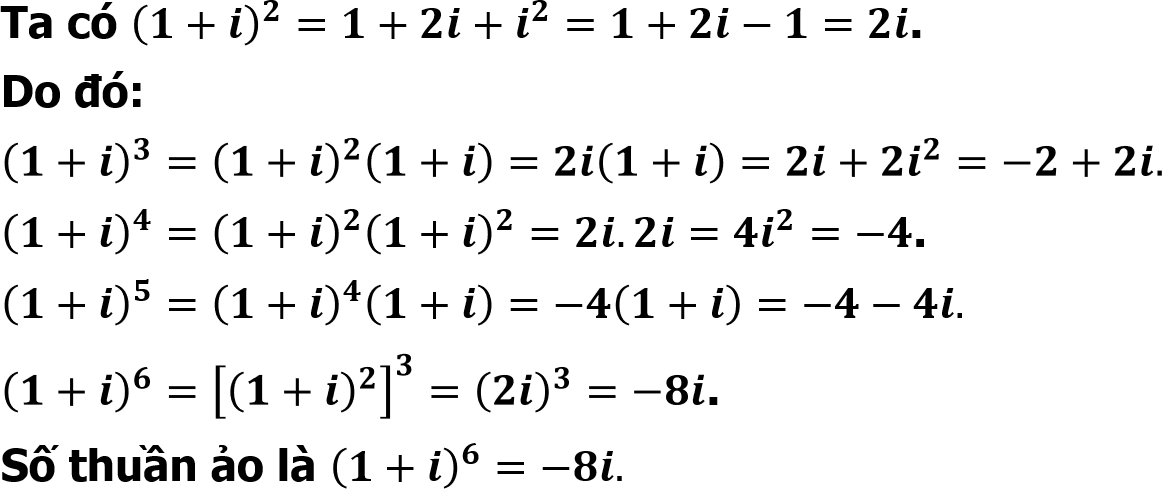 Ta có (1 + i)² = 1 + 2i + i² = 1 + 2i − 1 = 2i.
Do đó:
(1 + i)³ = (1 + i)²(1 + i) = 2i(1 + i) = 2i + 2i² = −2 + 2i.
(1 + i)⁴ = (1 + i)²(1 + i)² = 2i. 2i = 4i² = −4.
(1 + i)⁵ = (1 + i)⁴(1 + i) = −4(1 + i) = −4 − 4i.
(1 + i)⁶ = [(1 + i)²]³ = (2i)³ = −8i.
Số thuần ảo là (1 + i)⁶ = −8i.